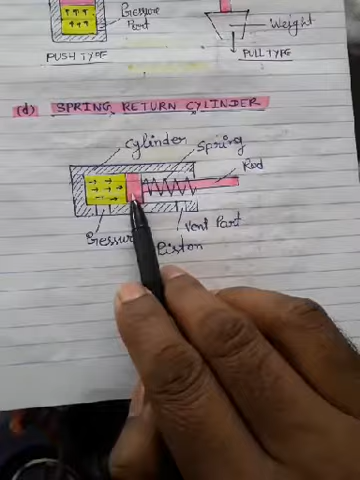 Pressure
Port
Weight
PUSH TYPE
PULL TYPE
(d) SPRING RETURN CYLINDER
Cylinder
Spring
Rod
Vent Port
Piston